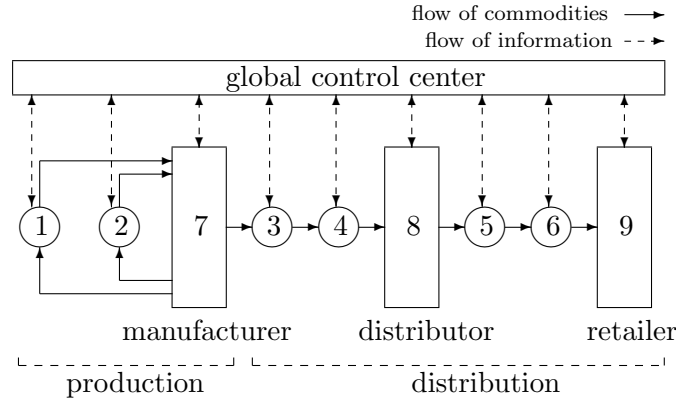 flow of commodities
flow of information
global control center
1 2 7 3 4 8 5 6 9
manufacturer distributor retailer
production distribution